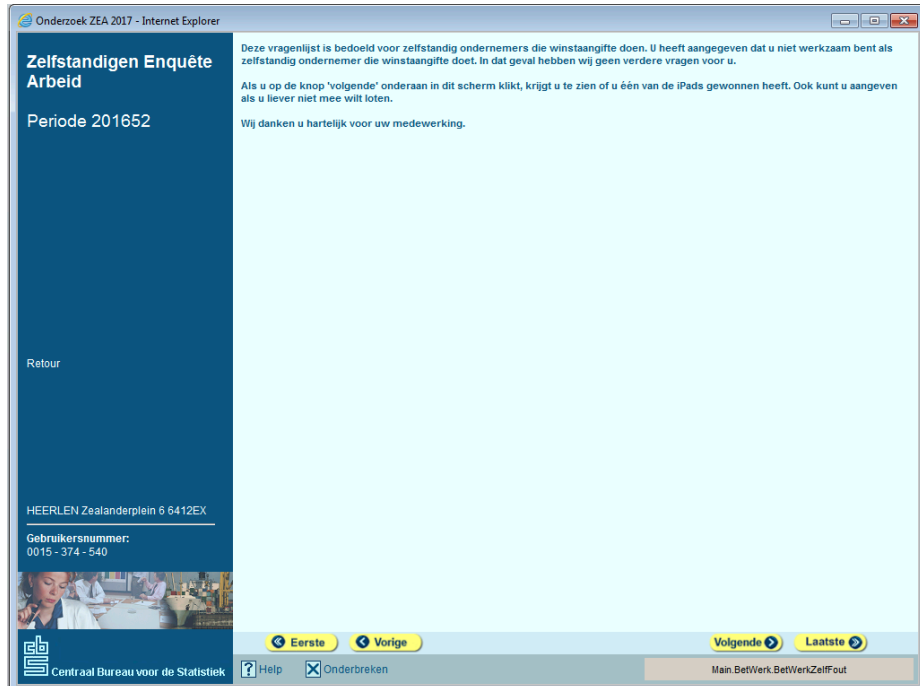 Onderzoek ZEA 2017 - Internet Explorer
Zelfstandigen Enquête
Arbeid
Periode 201652
Retour
HEERLEN Zealanderplein 6 6412EX
Gebruikersnummer:
0015 - 374 - 540
Centraal Bureau voor de Statistiek
Deze vragenlijst is bedoeld voor zelfstandig ondernemers die winstaangifte doen. U heeft aangegeven dat u niet werkzaam bent als
zelfstandig ondernemer die winstaangifte doet. In dat geval hebben wij geen verdere vragen voor u.
Als u op de knop 'volgende' onderaan in dit scherm klikt, krijgt u te zien of u één van de iPads gewonnen heeft. Ook kunt u aangeven
als u liever niet mee wilt loten.
Wij danken u hartelijk voor uw medewerking.
Eerste Vorige Volgende Laatste
? Help X Onderbreken Main.BetWerk.BetWerkZelfFout